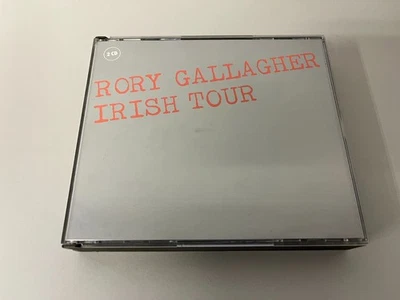 2 CD
RORY GALLAGHER
IRISH TOUR